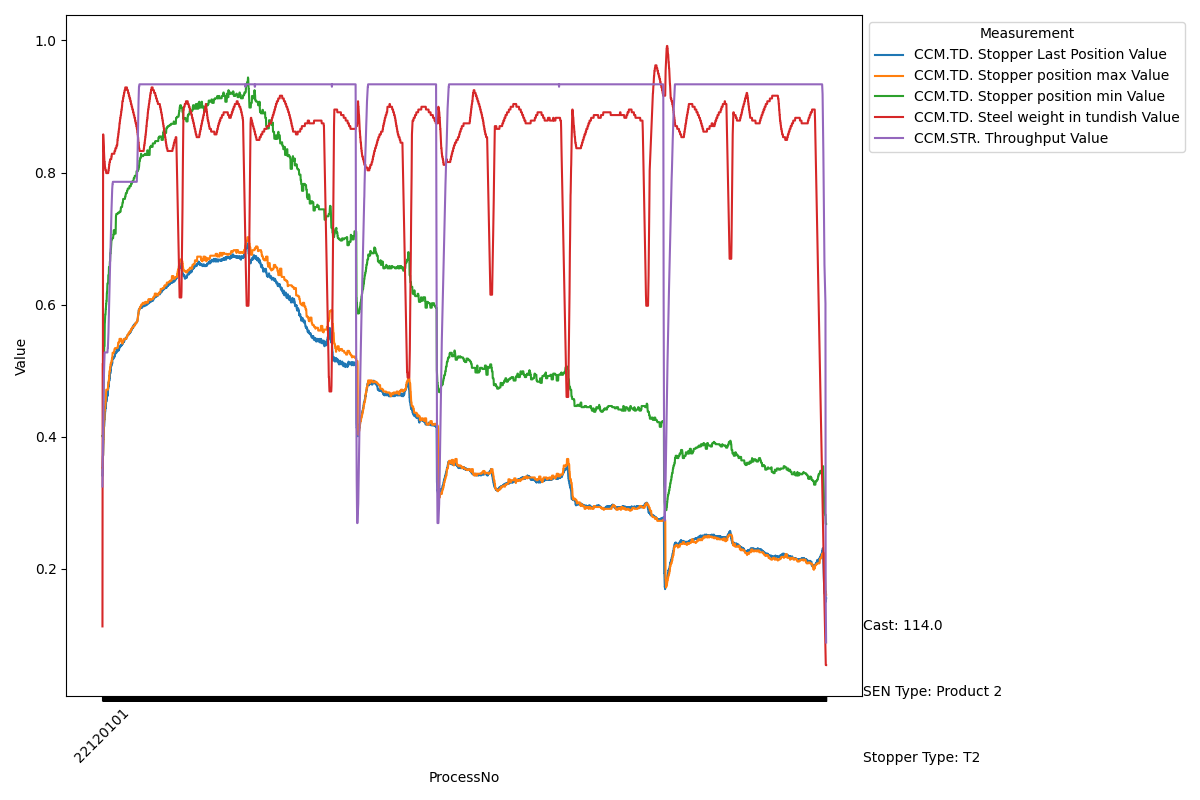 Measurement
CCM.TD. Stopper Last Position Value
CCM.TD. Stopper position max Value
CCM.TD. Stopper position min Value
CCM.TD. Steel weight in tundish Value
CCM.STR. Throughput Value
1.0
0.8
0.6
0.4
0.2
Value
22120101
ProcessNo
Cast: 114.0
SEN Type: Product 2
Stopper Type: T2